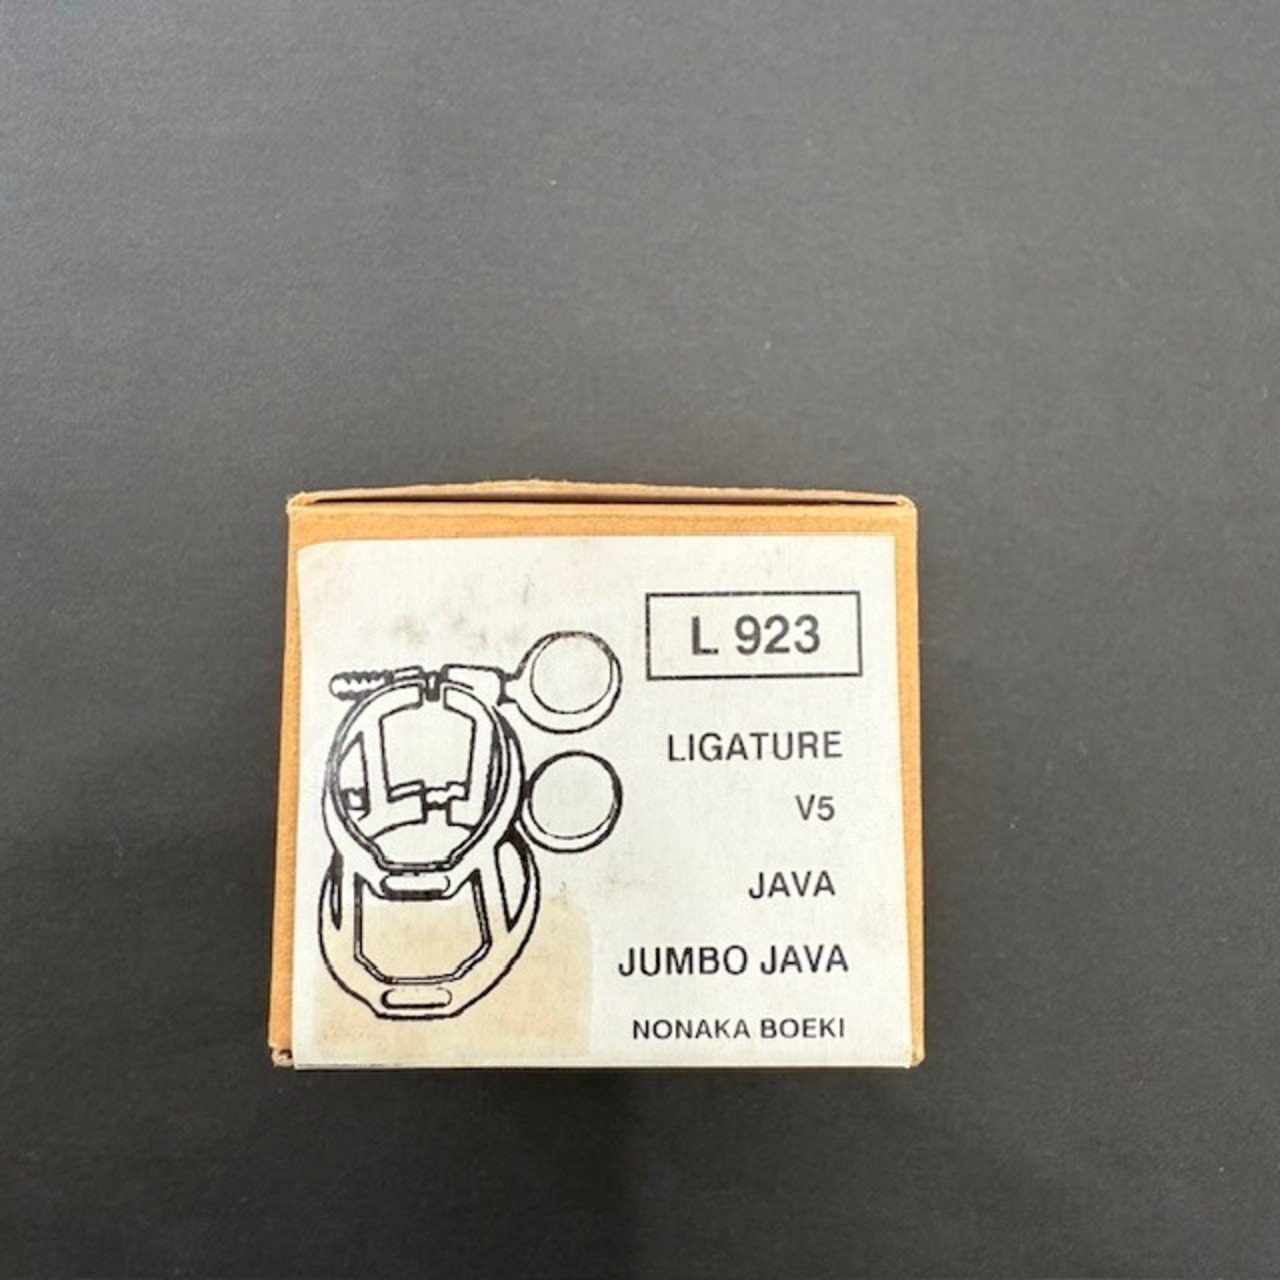 L 923
LIGATURE
V5
JAVA
JUMBO JAVA
NONAKA BOEKI